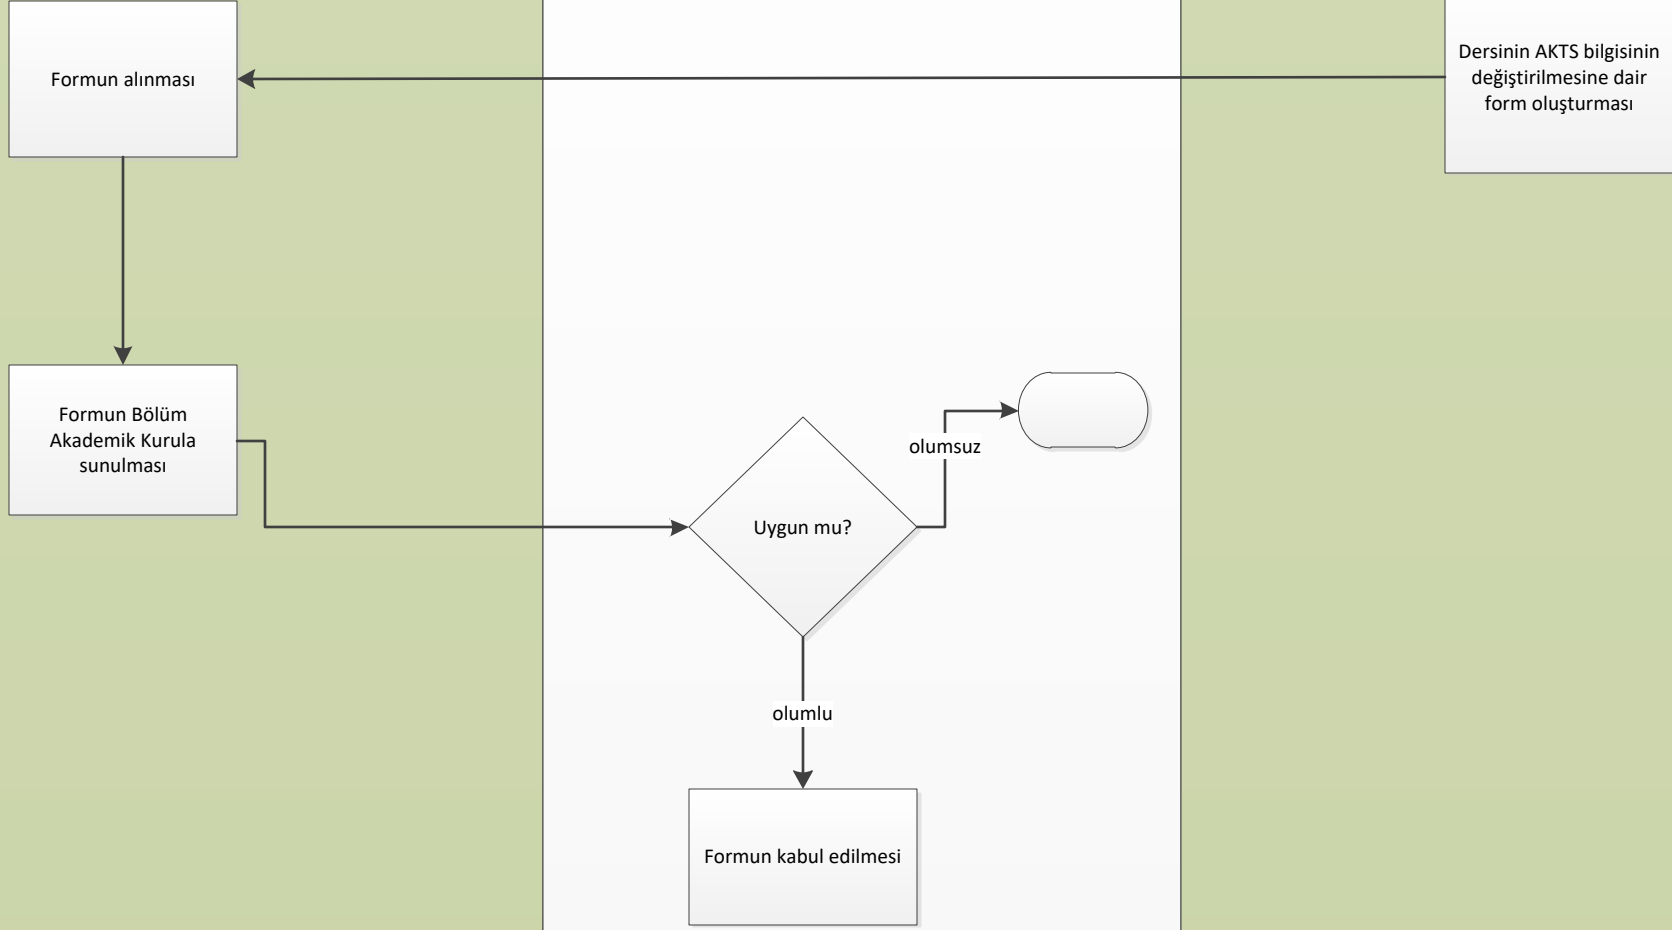 Formun alınması
Dersinin AKTS bilgisinin
değiştirilmesine dair
form oluşturması
Formun Bölüm
Akademik Kurula
sunulması
olumsuz
Uygun mu?
olumlu
Formun kabul edilmesi